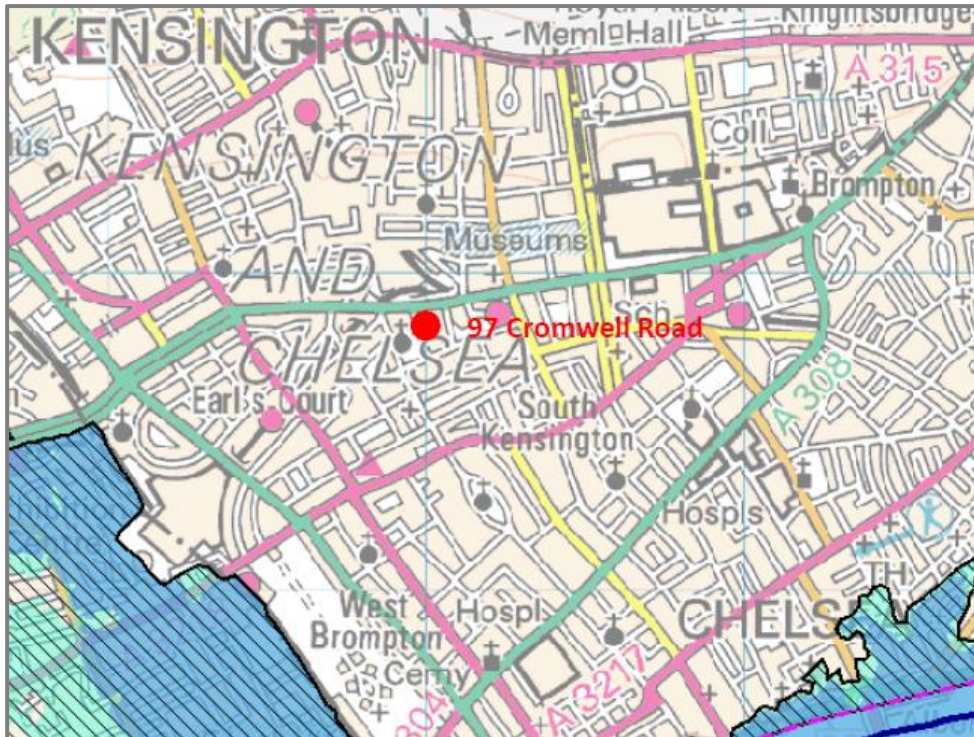 Meml Hall
Knightsbridge
KENSINGTON
A 315
Coll
KENSINGTON
Brompton
Museums
AND
Sch
97 Cromwell Road
CHELSEA
A 308
Earl's Court
South
Kensington
Hospls
TH
West
Brompton
Hospl
CHELS
Cemy
A 3217
304